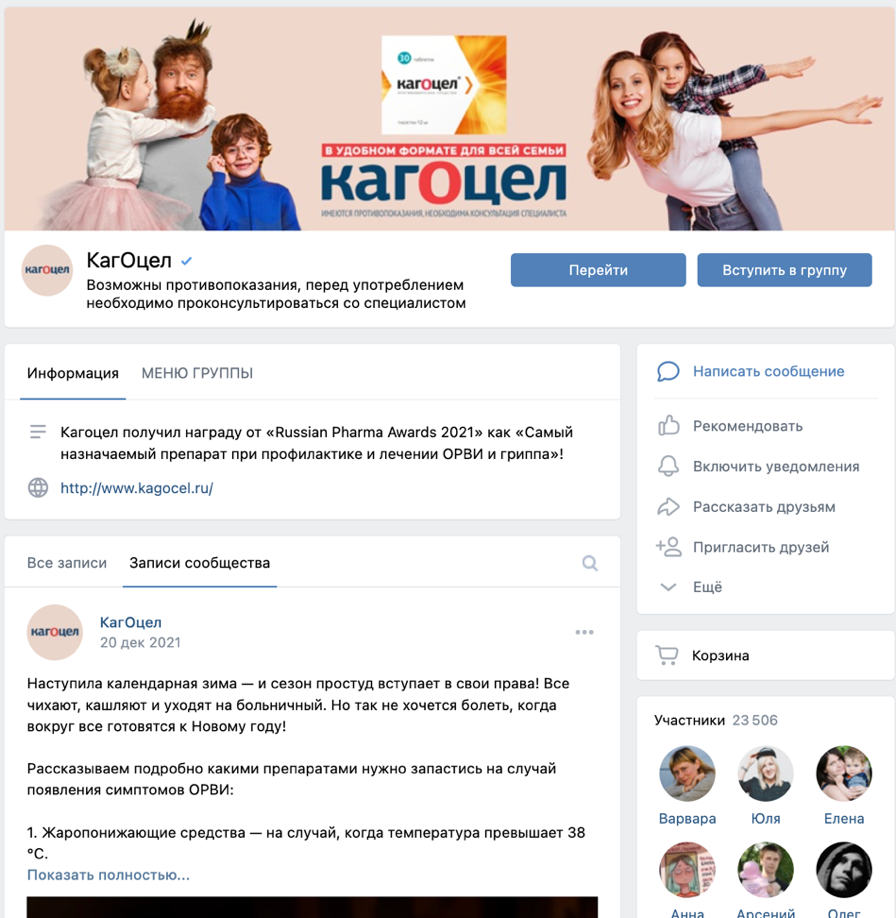 30 таблеток
кагоцел®
В УДОБНОМ ФОРМАТЕ ДЛЯ ВСЕЙ СЕМЬИ
кагОцел
ИМЕЮТСЯ ПРОТИВОПОКАЗАНИЯ, НЕОБХОДИМА КОНСУЛЬТАЦИЯ СПЕЦИАЛИСТА
кагоцел
КагОцел
Возможны противопоказания, перед употреблением
необходимо проконсультироваться со специалистом
Перейти
Вступить в группу
Информация МЕНЮ ГРУППЫ
Кагоцел получил награду от «Russian Pharma Awards 2021» как «Самый
назначаемый препарат при профилактике и лечении ОРВИ и гриппа»!
http://www.kagocel.ru/
Все записи Записи сообщества
кагоцел
КагОцел
20 дек 2021
Наступила календарная зима — и сезон простуд вступает в свои права! Все
чихают, кашляют и уходят на больничный. Но так не хочется болеть, когда
вокруг все готовятся к Новому году!
Рассказываем подробно какими препаратами нужно запастись на случай
появления симптомов ОРВИ:
1. Жаропонижающие средства — на случай, когда температура превышает 38
°C.
Показать полностью...
Написать сообщение
Рекомендовать
Включить уведомления
Рассказать друзьям
Пригласить друзей
Ещё
Корзина
Участники 23 506
Варвара Юля Елена
Анна Арсений Олег